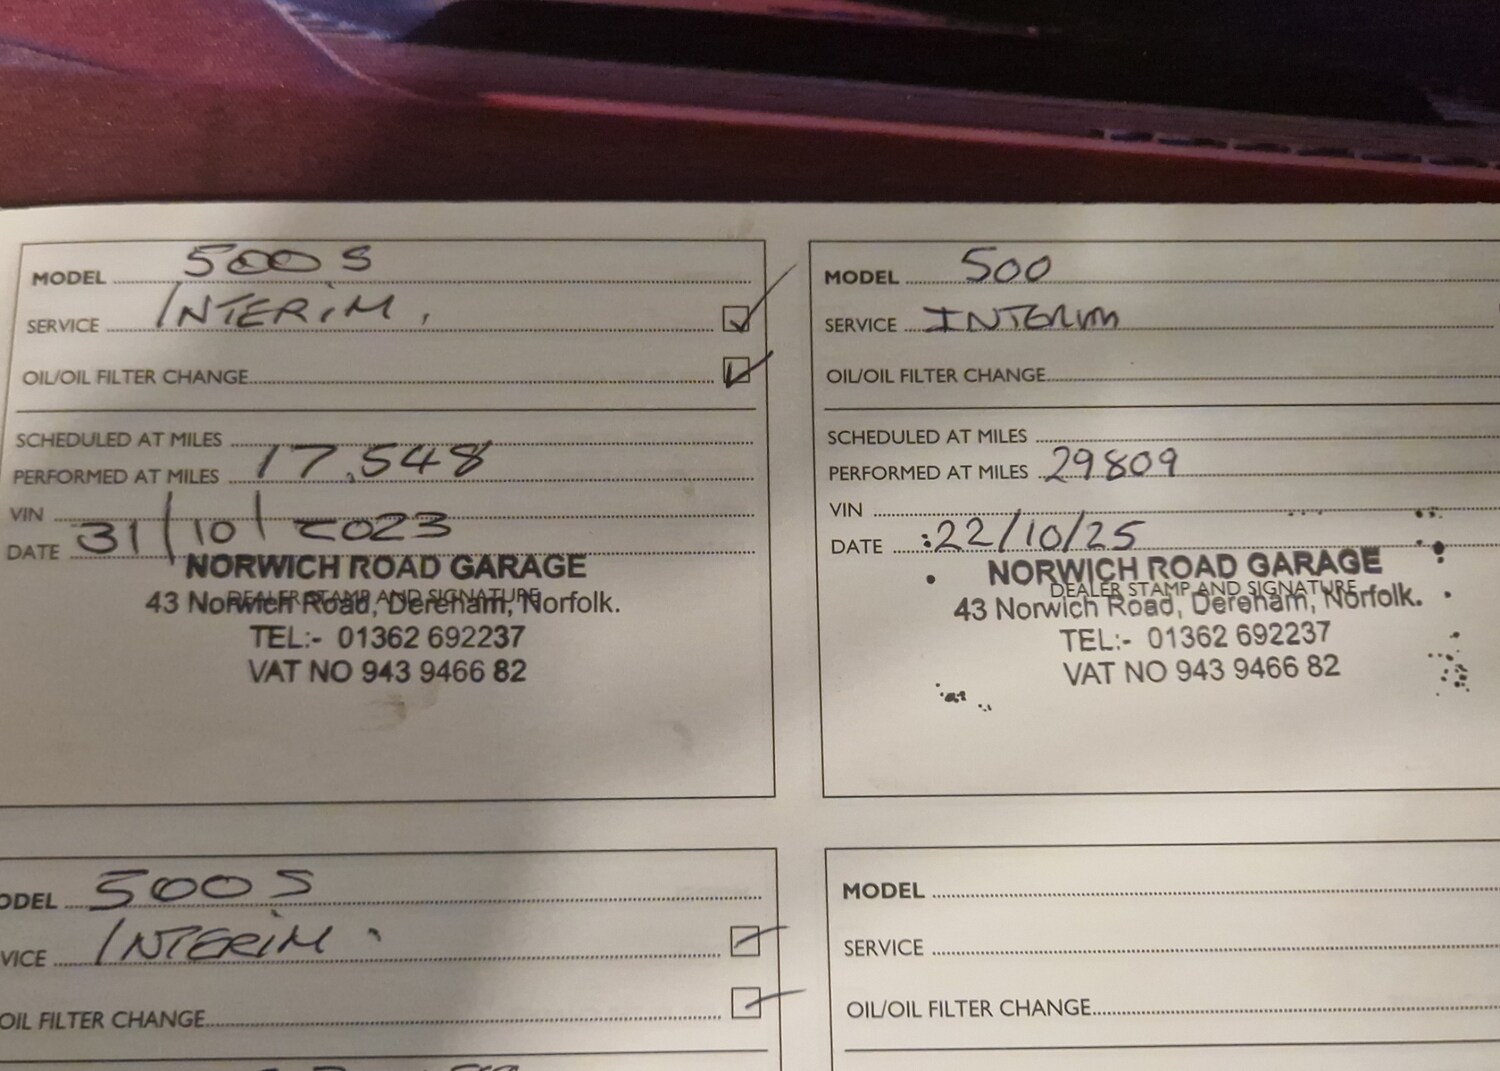 MODEL 500 S
SERVICE INTERIM.
OIL/OIL FILTER CHANGE
SCHEDULED AT MILES
PERFORMED AT MILES 17,548
VIN
DATE 31/10/2023
DEALER STAMP AND SIGNATURE
NORWICH ROAD GARAGE
43 Norwich Road, Dereham, Norfolk.
TEL:- 01362 692237
VAT NO 943 9466 82
MODEL 500
SERVICE INTERIM
OIL/OIL FILTER CHANGE
SCHEDULED AT MILES
PERFORMED AT MILES 29809
VIN
DATE 22/10/25
NORWICH ROAD GARAGE
DEALER STAMP AND SIGNATURE
43 Norwich Road, Dereham, Norfolk.
TEL:- 01362 692237
VAT NO 943 9466 82
ODEL 500 S
VICE INTERIM.
OIL FILTER CHANGE
MODEL
SERVICE
OIL/OIL FILTER CHANGE